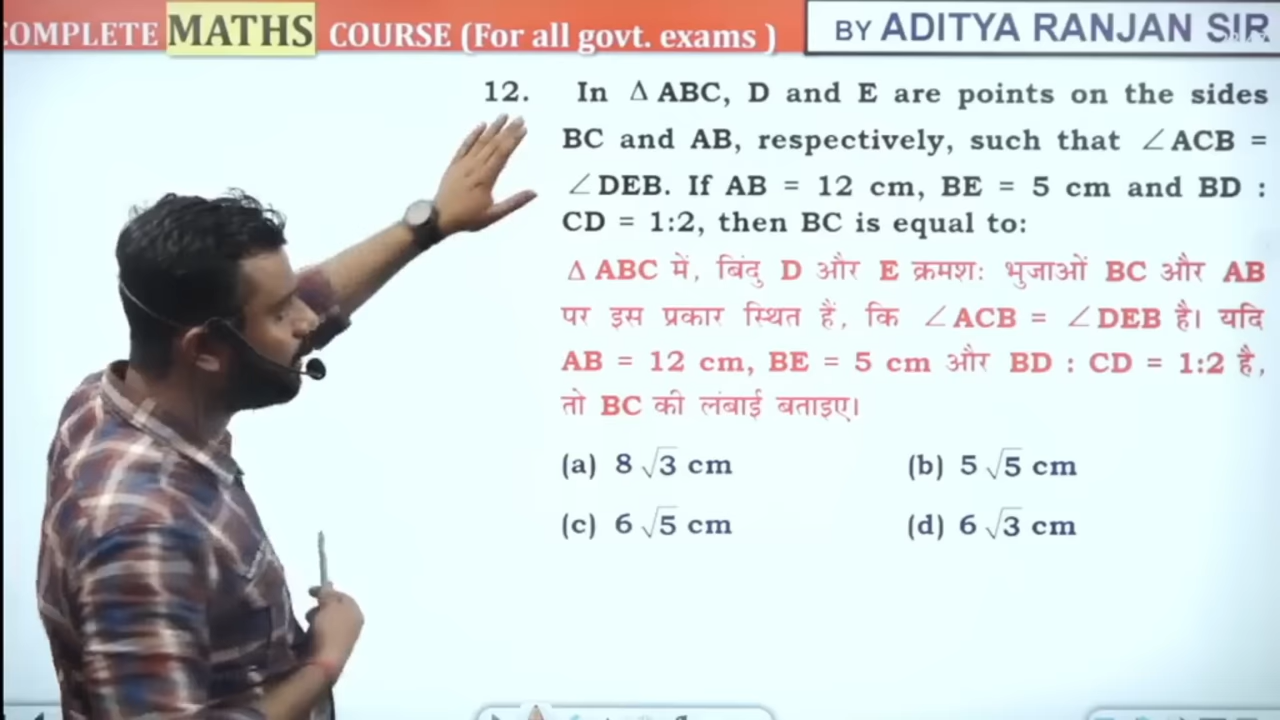 COMPLETE MATHS COURSE (For all govt. exams )
BY ADITYA RANJAN SIR
12. In Δ ABC, D and E are points on the sides
BC and AB, respectively, such that ∠ACB =
∠DEB. If AB = 12 cm, BE = 5 cm and BD :
CD = 1:2, then BC is equal to:
Δ ABC में, बिंदु D और E क्रमशः भुजाओं BC और AB
पर इस प्रकार स्थित हैं, कि ∠ACB = ∠DEB है। यदि
AB = 12 cm, BE = 5 cm और BD : CD = 1:2 है,
तो BC की लंबाई बताइए।
(a) 8√3 cm (b) 5√5 cm
(c) 6√5 cm (d) 6√3 cm